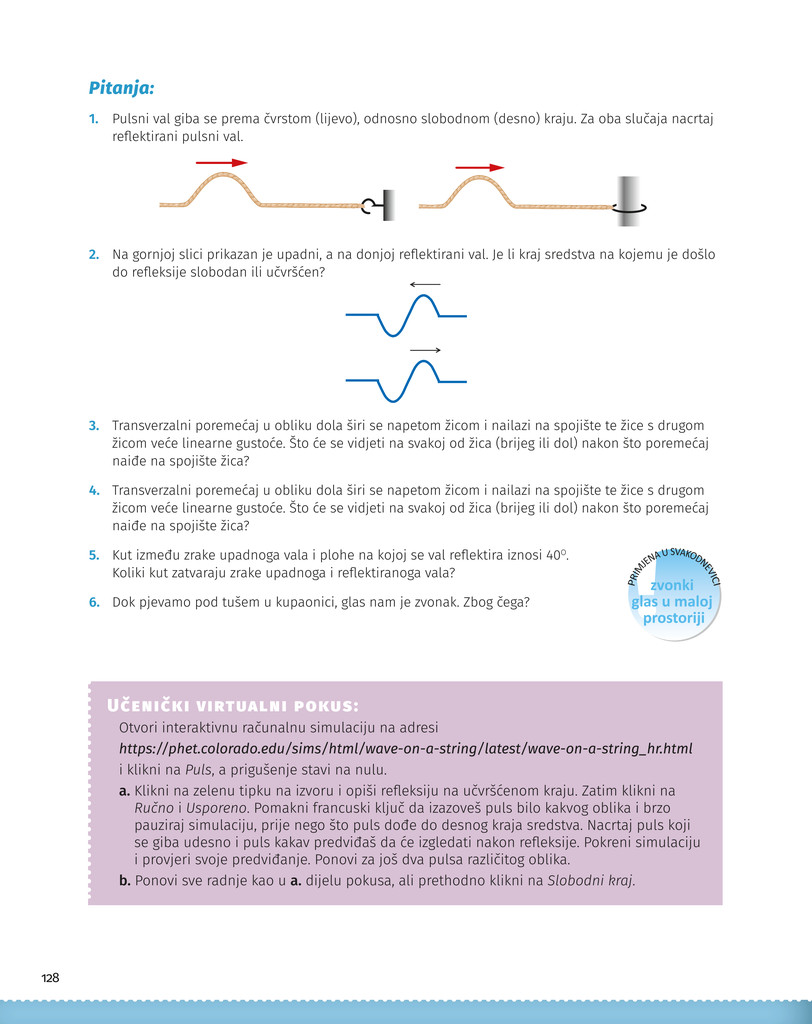 Pitanja:
1. Pulsni val giba se prema čvrstom (lijevo), odnosno slobodnom (desno) kraju. Za oba slučaja nacrtaj
reflektirani pulsni val.
2. Na gornjoj slici prikazan je upadni, a na donjoj reflektirani val. Je li kraj sredstva na kojemu je došlo
do refleksije slobodan ili učvršćen?
3. Transverzalni poremećaj u obliku dola širi se napetom žicom i nailazi na spojište te žice s drugom
žicom veće linearne gustoće. Što će se vidjeti na svakoj od žica (brijeg ili dol) nakon što poremećaj
naiđe na spojište žica?
4. Transverzalni poremećaj u obliku dola širi se napetom žicom i nailazi na spojište te žice s drugom
žicom veće linearne gustoće. Što će se vidjeti na svakoj od žica (brijeg ili dol) nakon što poremećaj
naiđe na spojište žica?
5. Kut između zrake upadnoga vala i plohe na kojoj se val reflektira iznosi 40⁰.
Koliki kut zatvaraju zrake upadnoga i reflektiranoga vala?
6. Dok pjevamo pod tušem u kupaonici, glas nam je zvonak. Zbog čega?
PRIMJENA U SVAKODNEVICI
zvonki
glas u maloj
prostoriji
UČENIČKI VIRTUALNI POKUS:
Otvori interaktivnu računalnu simulaciju na adresi
https://phet.colorado.edu/sims/html/wave-on-a-string/latest/wave-on-a-string_hr.html
i klikni na Puls, a prigušenje stavi na nulu.
a. Klikni na zelenu tipku na izvoru i opiši refleksiju na učvršćenom kraju. Zatim klikni na
Ručno i Usporeno. Pomakni francuski ključ da izazoveš puls bilo kakvog oblika i brzo
pauziraj simulaciju, prije nego što puls dođe do desnog kraja sredstva. Nacrtaj puls koji
se giba udesno i puls kakav predviđaš da će izgledati nakon refleksije. Pokreni simulaciju
i provjeri svoje predviđanje. Ponovi za još dva pulsa različitog oblika.
b. Ponovi sve radnje kao u a. dijelu pokusa, ali prethodno klikni na Slobodni kraj.
128